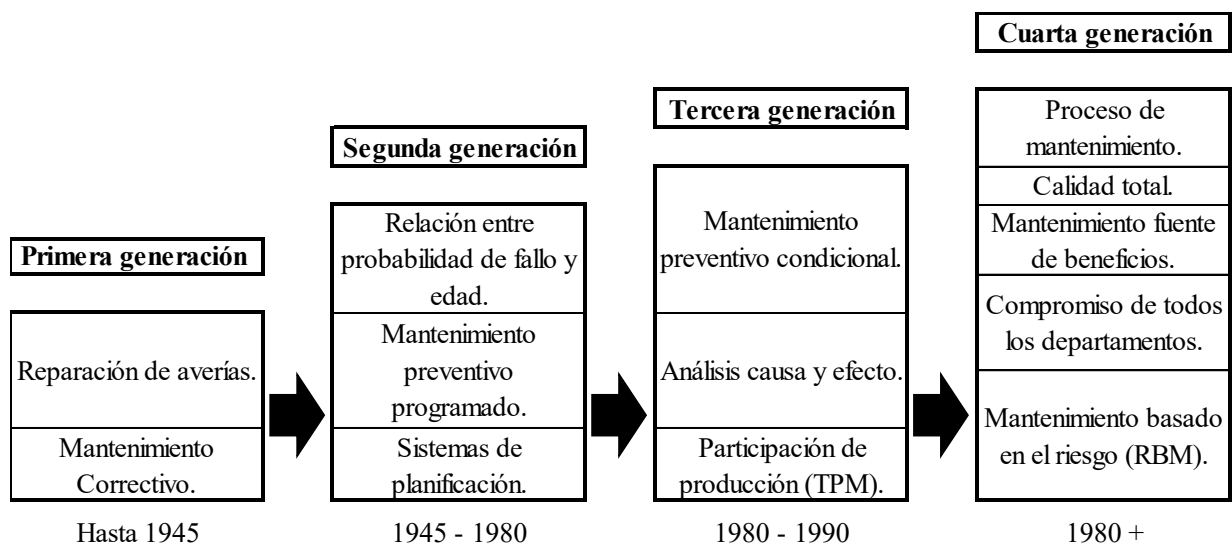 Primera generación
Reparación de averías.
Mantenimiento
Correctivo.
Hasta 1945
Segunda generación
Relación entre
probabilidad de fallo y
edad.
Mantenimiento
preventivo
programado.
Sistemas de
planificación.
1945 - 1980
Tercera generación
Mantenimiento
preventivo condicional.
Análisis causa y efecto.
Participación de
producción (TPM).
1980 - 1990
Cuarta generación
Proceso de
mantenimiento.
Calidad total.
Mantenimiento fuente
de beneficios.
Compromiso de todos
los departamentos.
Mantenimiento basado
en el riesgo (RBM).
1980 +